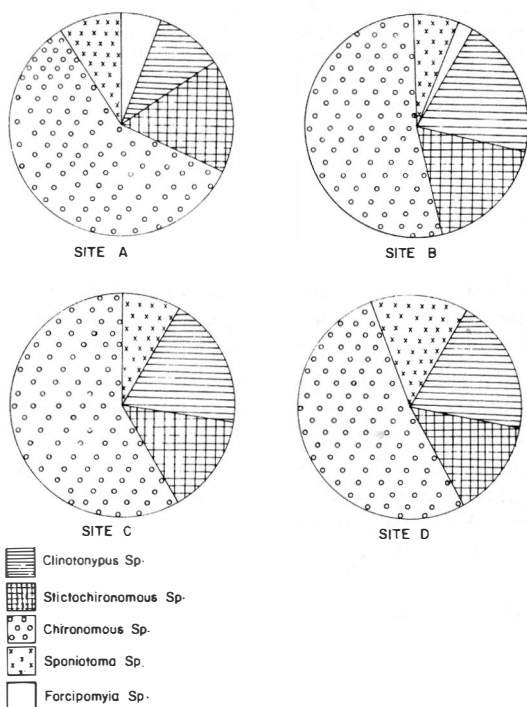 SITE A
SITE B
SITE C
SITE D
Clinotonypus Sp.
Stictochironomous Sp.
Chironomous Sp.
Sponiotoma Sp.
Forcipomyia Sp.